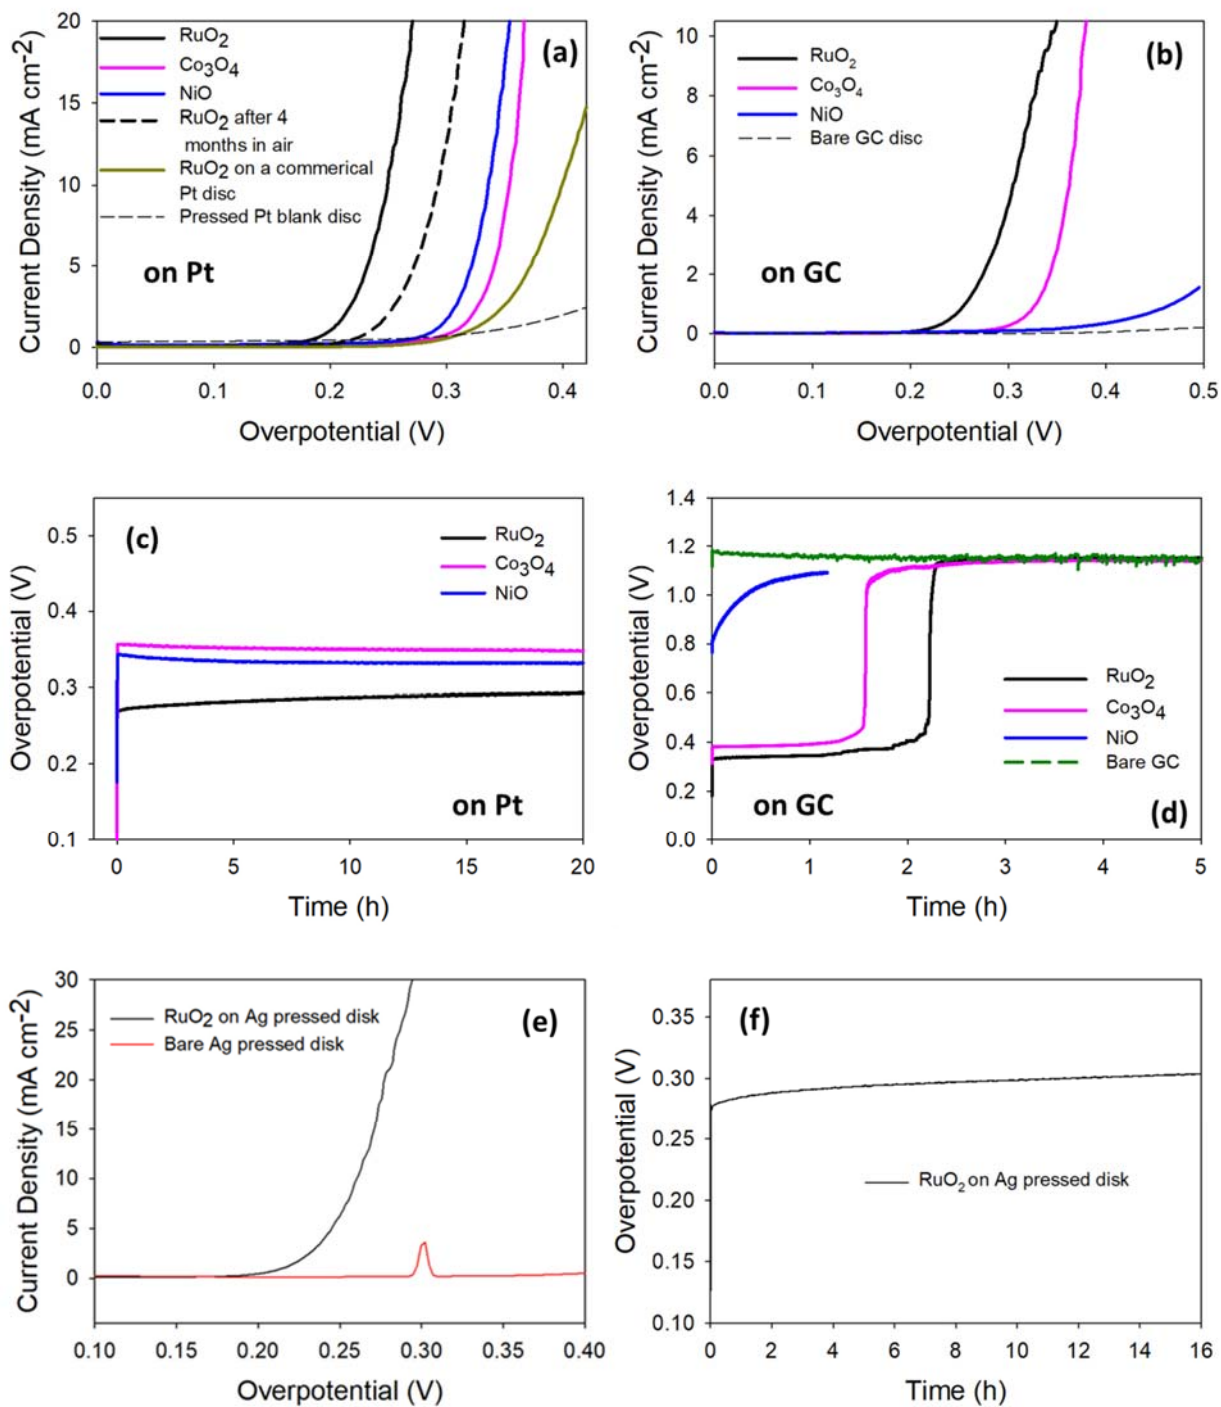 (a)
Current Density (mA cm-2)
20
15
10
5
0
RuO2
Co3O4
NiO
RuO2 after 4
months in air
RuO2 on a commerical
Pt disc
Pressed Pt blank disc
on Pt
0.0 0.1 0.2 0.3 0.4
Overpotential (V)
(b)
Current Density (mA cm-2)
10
8
6
4
2
0
RuO2
Co3O4
NiO
Bare GC disc
on GC
0.0 0.1 0.2 0.3 0.4 0.5
Overpotential (V)
(c)
Overpotential (V)
0.5
0.4
0.3
0.2
0.1
RuO2
Co3O4
NiO
on Pt
0 5 10 15 20
Time (h)
Overpotential (V)
1.4
1.2
1.0
0.8
0.6
0.4
0.2
0.0
RuO2
Co3O4
NiO
Bare GC
on GC
(d)
0 1 2 3 4 5
Time (h)
Current Density (mA cm-2)
30
25
20
15
10
5
0
RuO2 on Ag pressed disk
Bare Ag pressed disk
(e)
0.10 0.15 0.20 0.25 0.30 0.35 0.40
Overpotential (V)
(f)
Overpotential (V)
0.35
0.30
0.25
0.20
0.15
0.10
RuO2 on Ag pressed disk
0 2 4 6 8 10 12 14 16
Time (h)